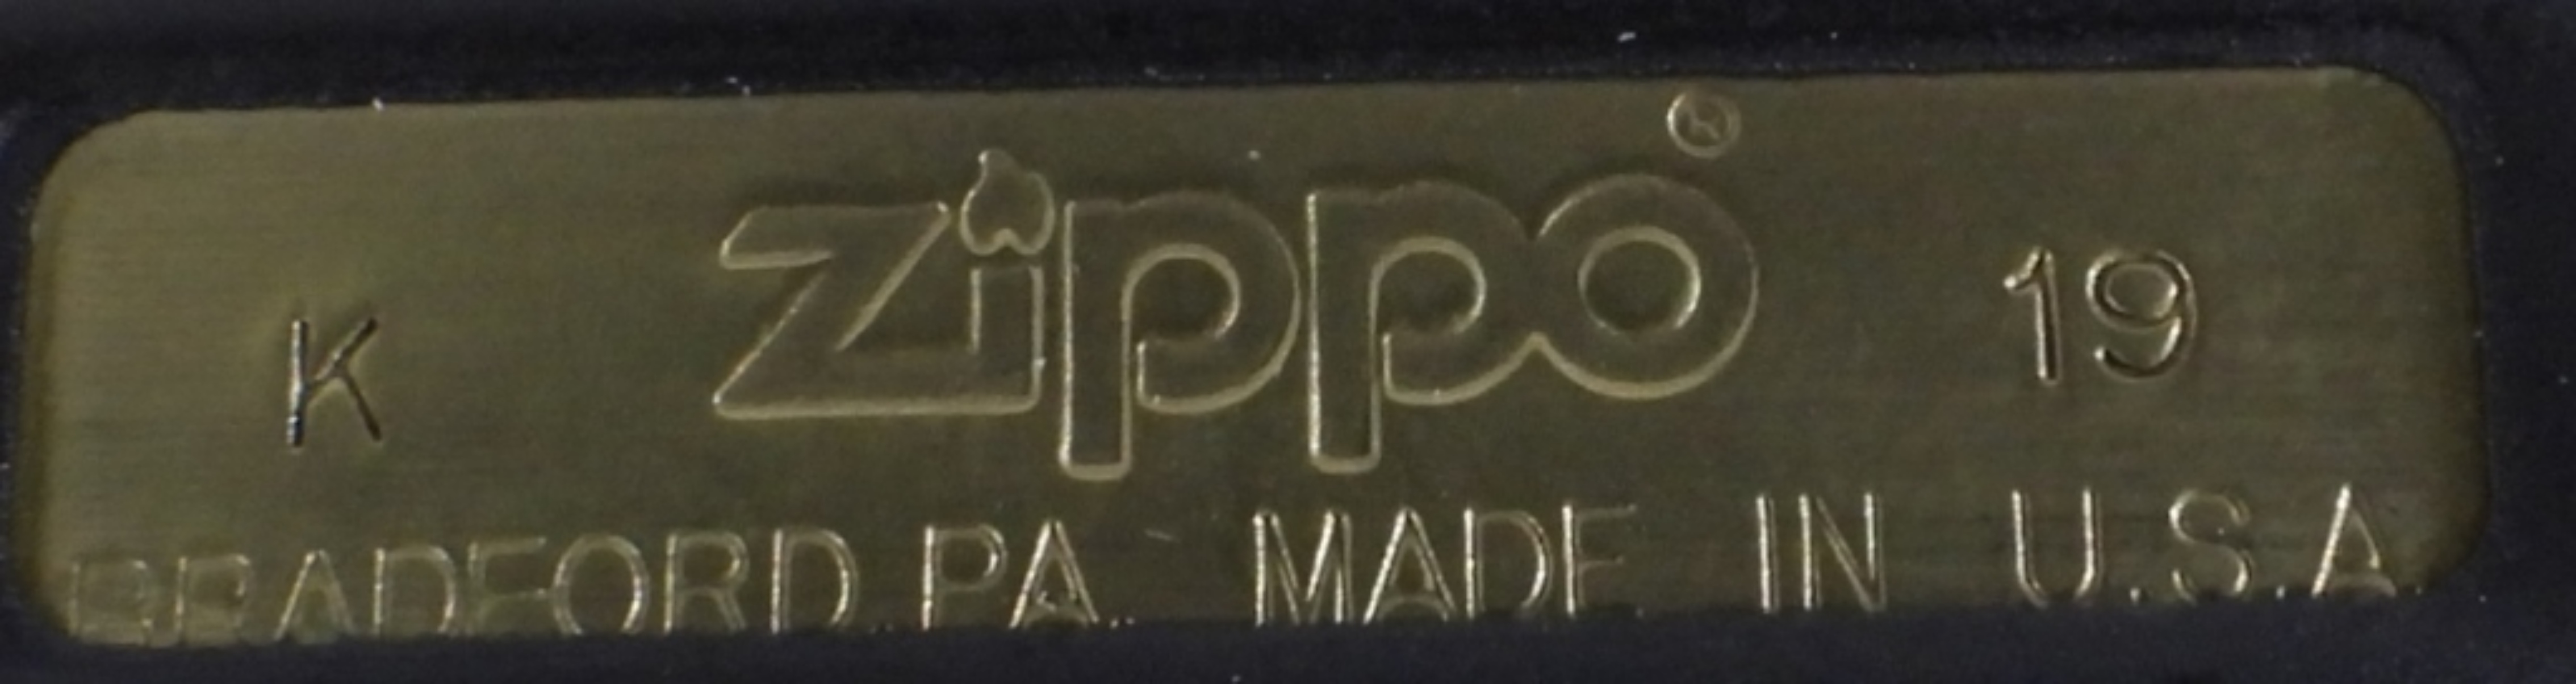 Zippo®
K 19
BRADFORD.PA. MADE IN U.S.A.